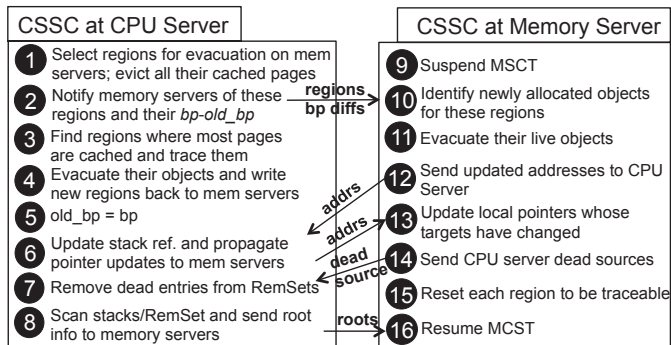 CSSC at CPU Server
1 Select regions for evacuation on mem
servers; evict all their cached pages
2 Notify memory servers of these
regions and their bp-old_bp
3 Find regions where most pages
are cached and trace them
4 Evacuate their objects and write
new regions back to mem servers
5 old_bp = bp
6 Update stack ref. and propagate
pointer updates to mem servers
7 Remove dead entries from RemSets
8 Scan stacks/RemSet and send root
info to memory servers
regions
bp diffs
addrs
addrs
dead
source
roots
CSSC at Memory Server
9 Suspend MSCT
10 Identify newly allocated objects
for these regions
11 Evacuate their live objects
12 Send updated addresses to CPU
Server
13 Update local pointers whose
targets have changed
14 Send CPU server dead sources
15 Reset each region to be traceable
16 Resume MCST